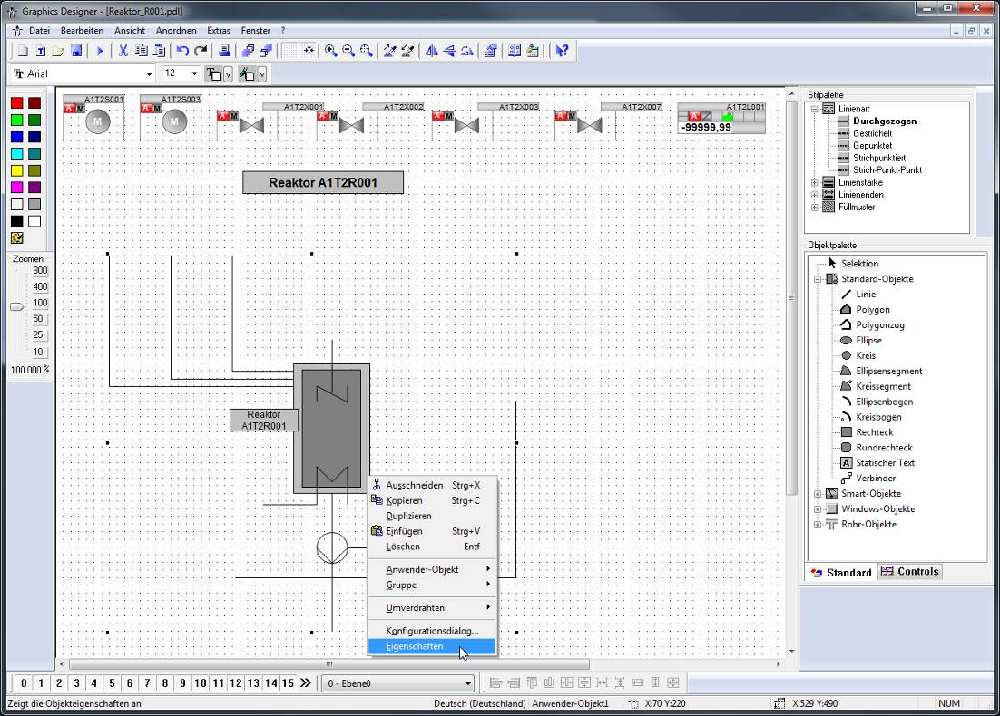 Graphics Designer - [Reaktor_R001.pdl]
Datei Bearbeiten Ansicht Anordnen Extras Fenster ?
Arial 12
A1T2S001 A1T2S003 A1T2X001 A1T2X002 A1T2X003 A1T2X007 A1T2L001
M M
-99999,99
Reaktor A1T2R001
Zoomen
800
400
100
50
25
10
100.000 %
Reaktor
A1T2R001
Ausschneiden Strg+X
Kopieren Strg+C
Duplizieren
Einfügen Strg+V
Löschen Entf
Anwender-Objekt
Gruppe
Umverdrahten
Konfigurationsdialog...
Eigenschaften
Stilpalette
Linienart
Durchgezogen
Gestrichelt
Gepunktet
Strichpunktiert
Strich-Punkt-Punkt
Linienstärke
Linienenden
Füllmuster
Objektpalette
Selektion
Standard-Objekte
Linie
Polygon
Polygonzug
Ellipse
Kreis
Ellipsensegment
Kreissegment
Ellipsenbogen
Kreisbogen
Rechteck
Rundrechteck
Statischer Text
Verbinder
Smart-Objekte
Windows-Objekte
Rohr-Objekte
Standard Controls
0 1 2 3 4 5 6 7 8 9 10 11 12 13 14 15 0 - Ebene0
Zeigt die Objekteigenschaften an Deutsch (Deutschland) Anwender-Objekt1 X:70 Y:220 X:529 Y:490 NUM